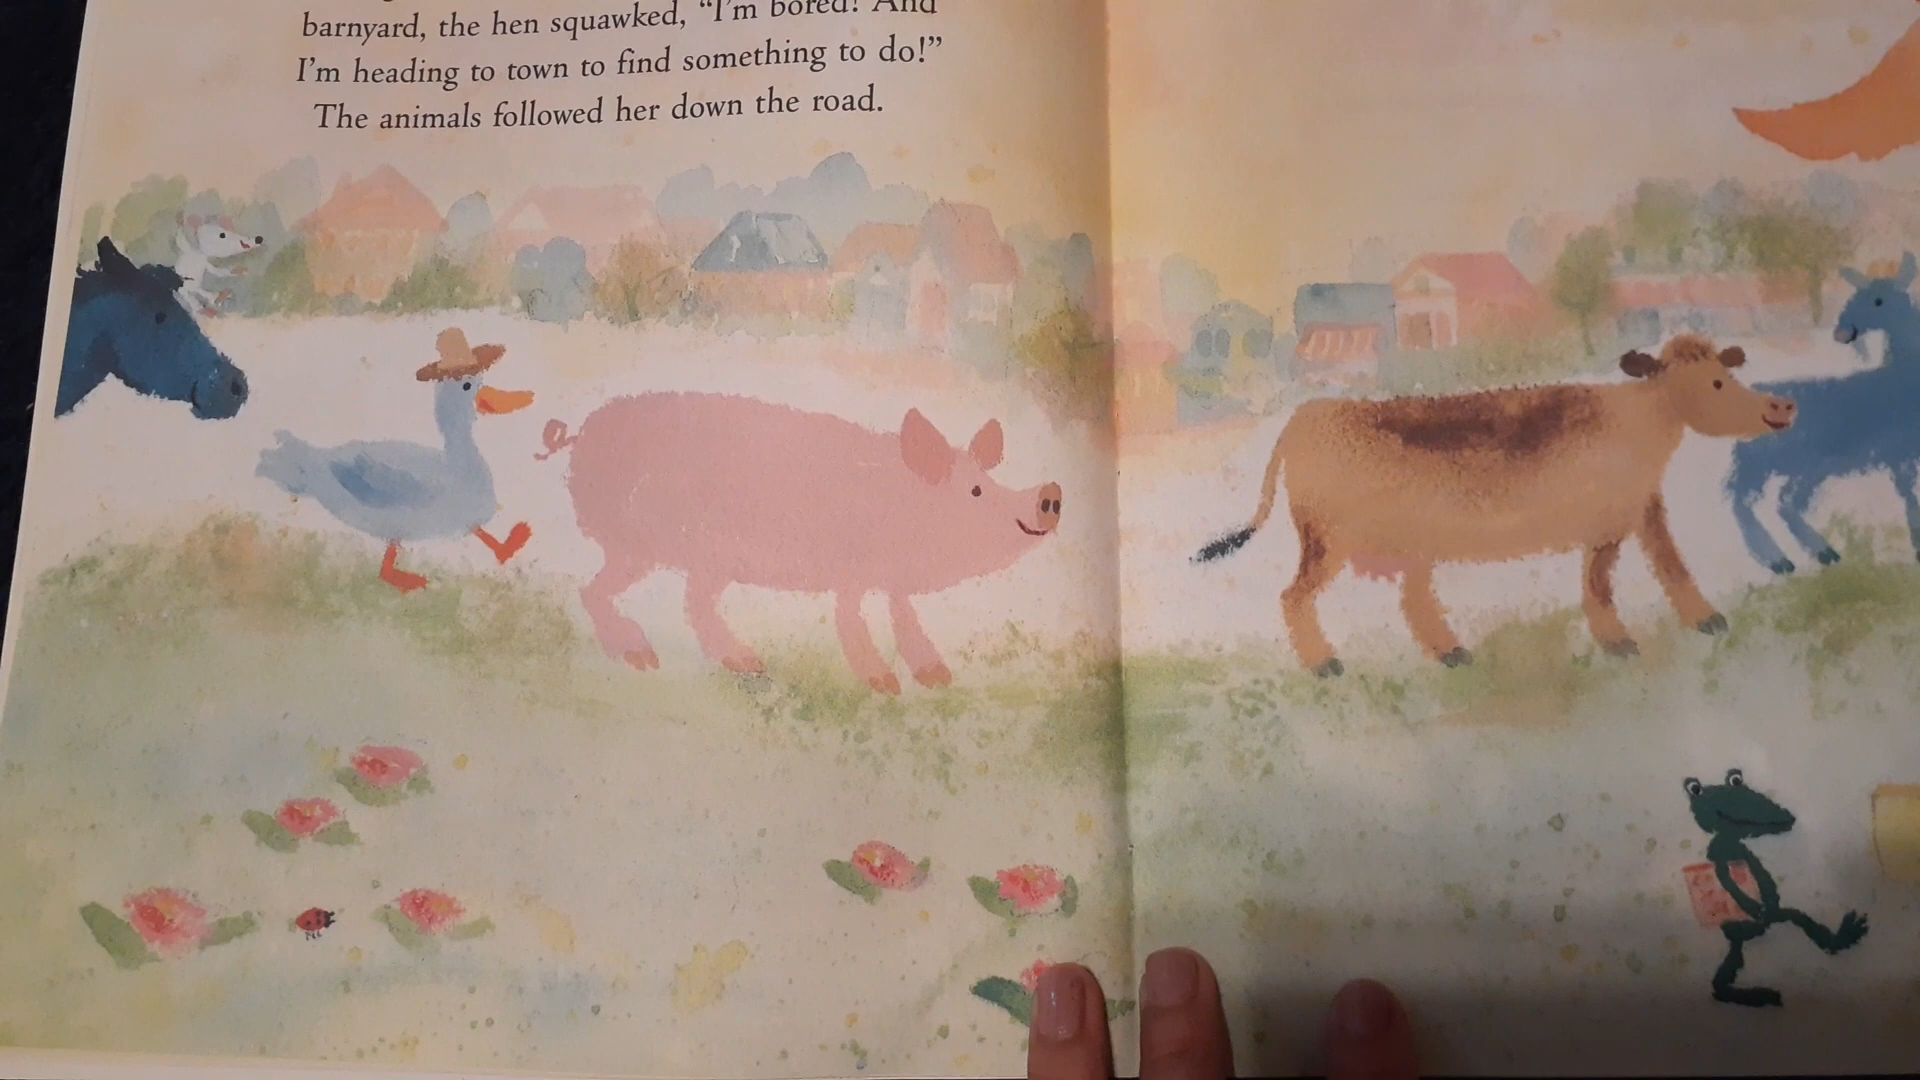 barnyard, the hen squawked, “I’m bored! And
I’m heading to town to find something to do!”
The animals followed her down the road.